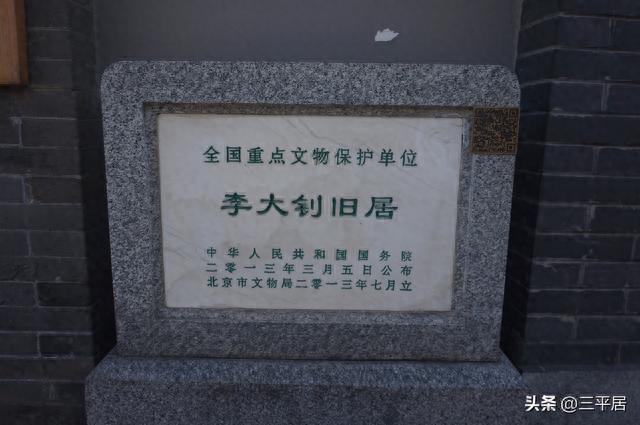 全国重点文物保护单位
李大钊旧居
中华人民共和国国务院
二零一三年三月五日公布
北京市文物局二零一三年七月立
头条 @三平居